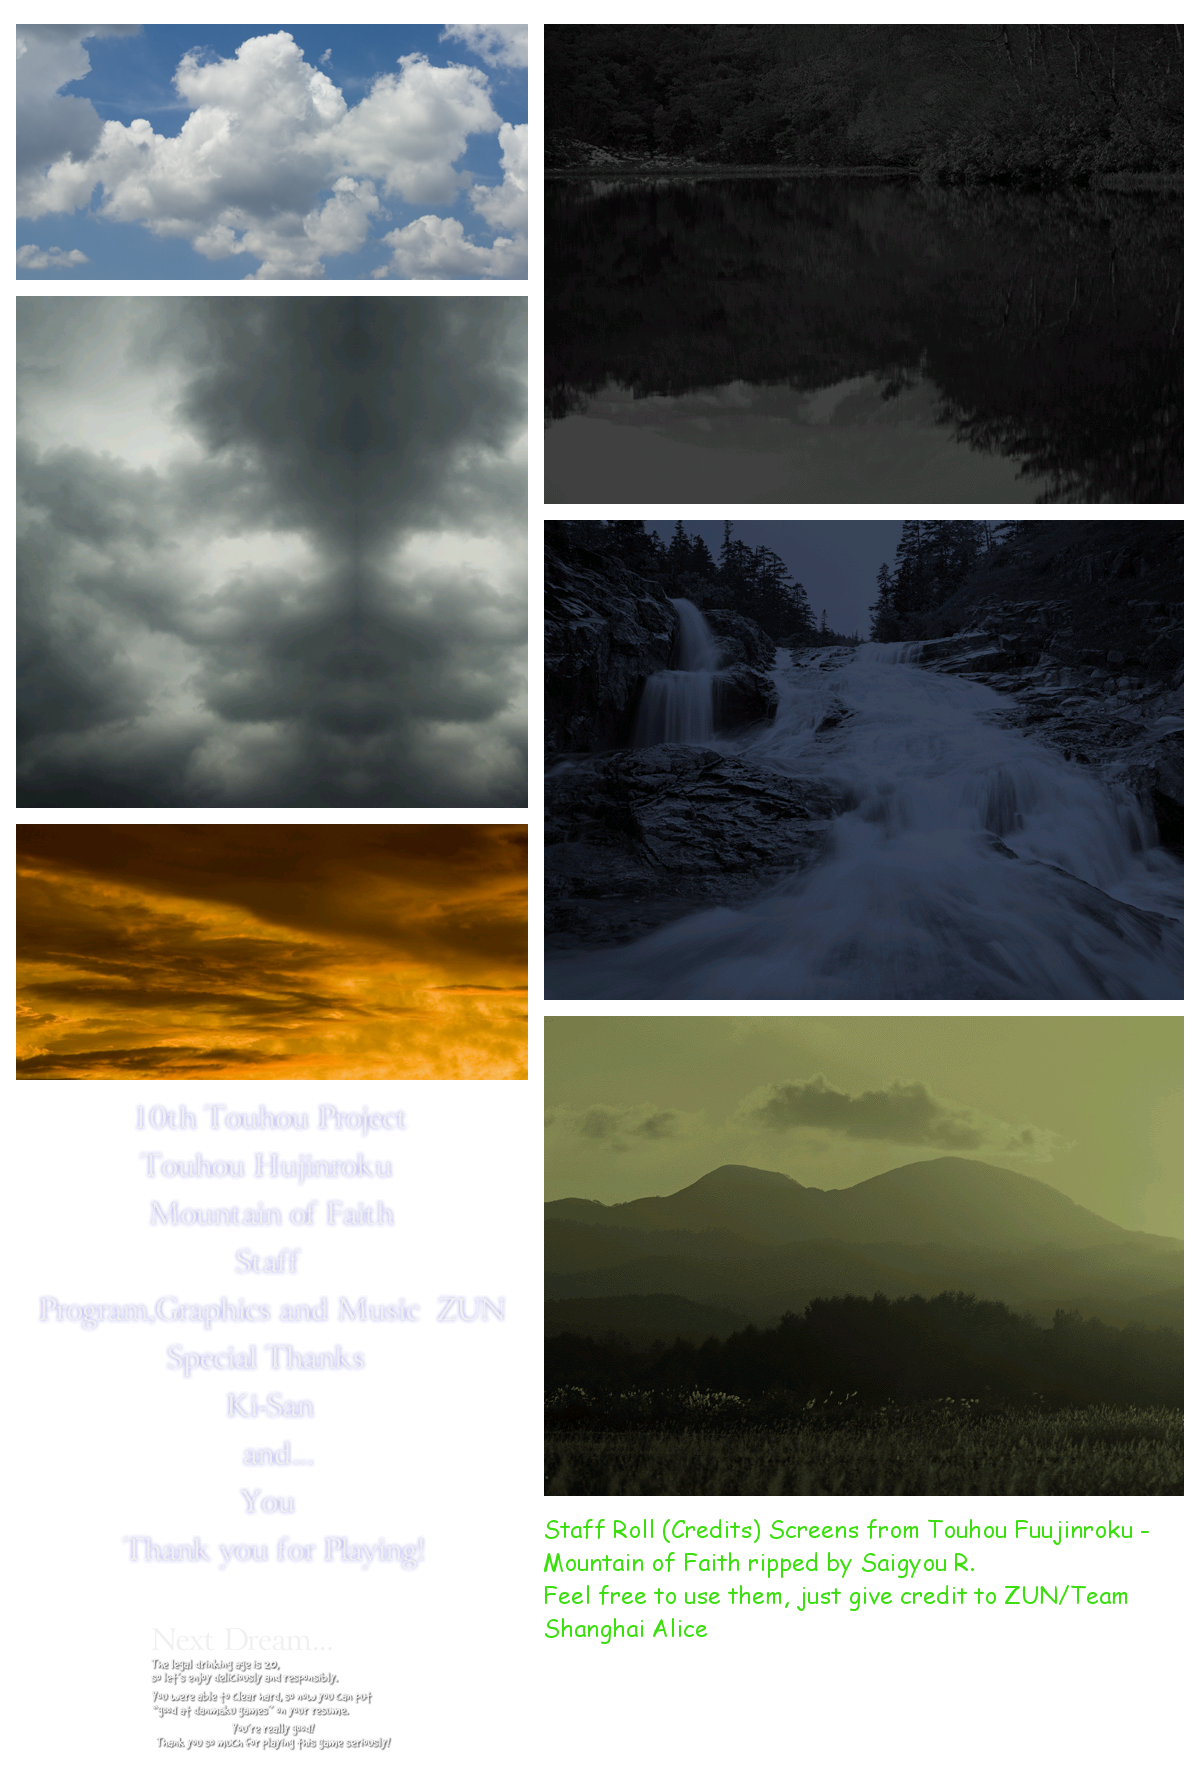 10th Touhou Project
Touhou Hujinroku
Mountain of Faith
Staff
Program,Graphics and Music ZUN
Special Thanks
Ki-San
and...
You
Thank you for Playing!
Next Dream...
The legal drinking age is 20,
so let's enjoy deliciously and responsibly.
You were able to clear hard, so now you can put
"good at danmaku games" on your resume.
You're really good!
Thank you so much for playing this game seriously!
Staff Roll (Credits) Screens from Touhou Fuujinroku -
Mountain of Faith ripped by Saigyou R.
Feel free to use them, just give credit to ZUN/Team
Shanghai Alice